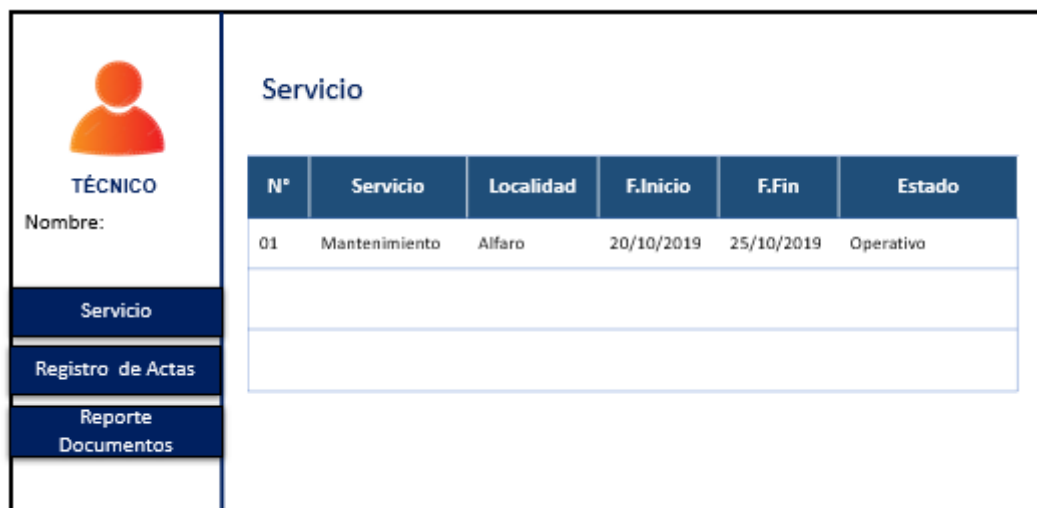 TÉCNICO
Nombre:
Servicio
Registro de Actas
Reporte
Documentos
Servicio
N° Servicio Localidad F.Inicio F.Fin Estado
01 Mantenimiento Alfaro 20/10/2019 25/10/2019 Operativo